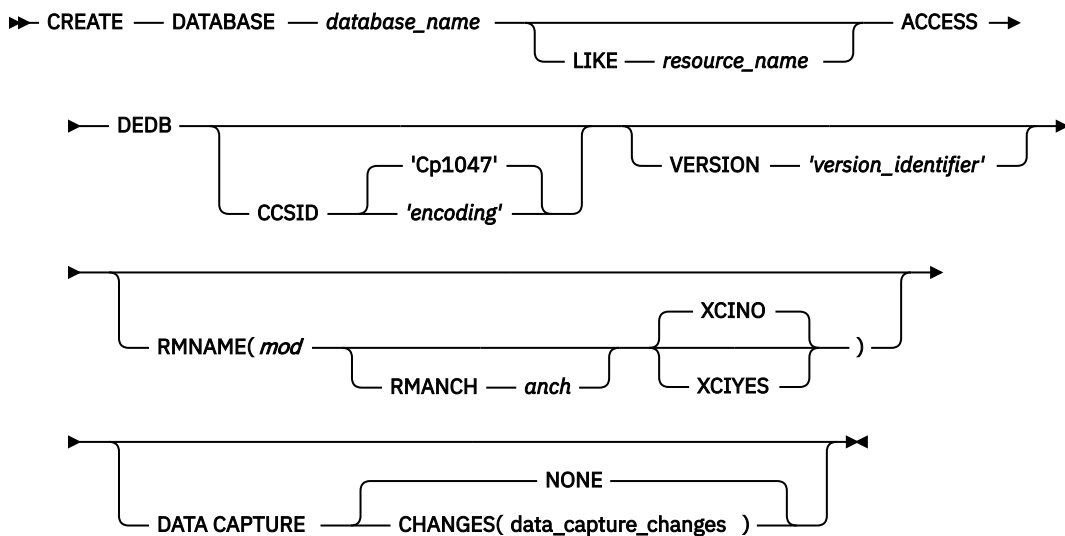 CREATE DATABASE database_name ACCESS
LIKE resource_name
DEDB
'Cp1047'
CCSID 'encoding'
VERSION 'version_identifier'
RMNAME( mod )
RMANCH anch
XCINO
XCIYES
NONE
DATA CAPTURE CHANGES( data_capture_changes )